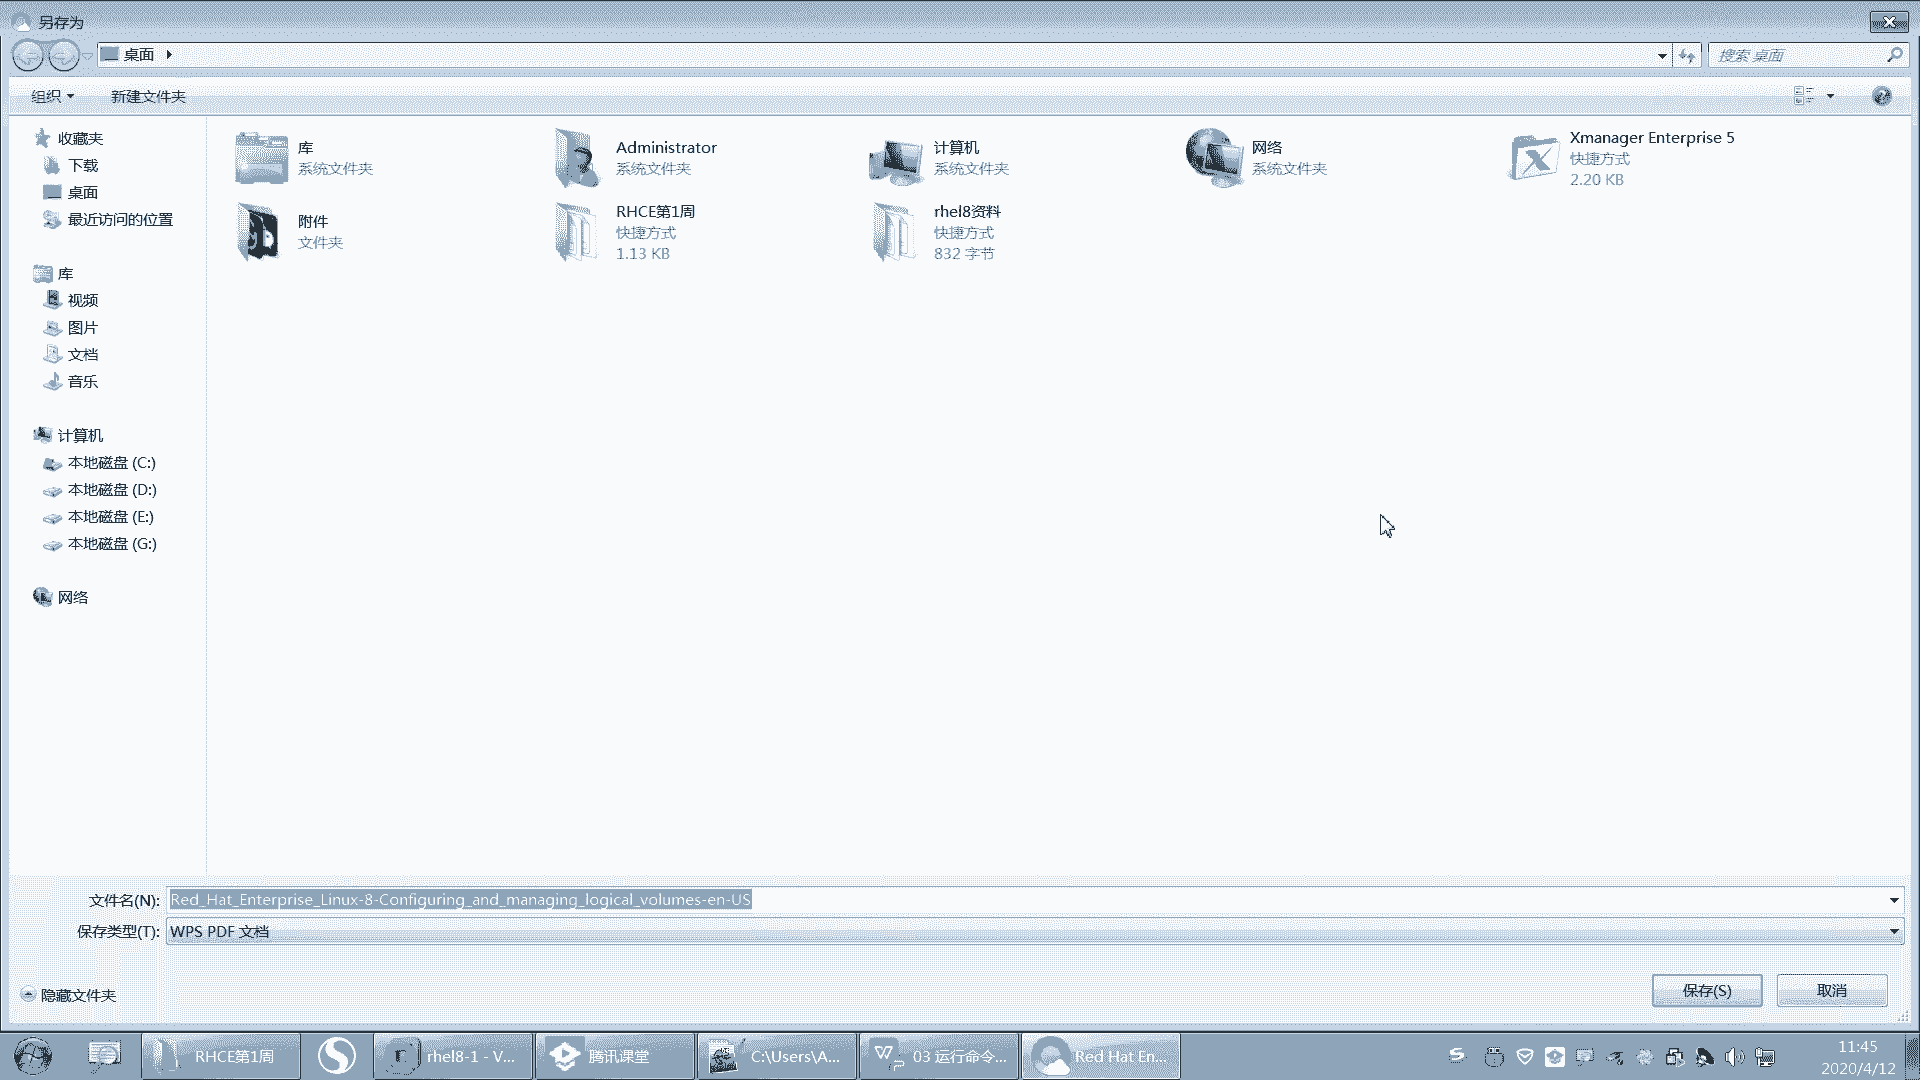 另存为
桌面
搜索 桌面
组织
新建文件夹
收藏夹
下载
桌面
最近访问的位置
库
视频
图片
文档
音乐
计算机
本地磁盘 (C:)
本地磁盘 (D:)
本地磁盘 (E:)
本地磁盘 (G:)
网络
库
系统文件夹
Administrator
系统文件夹
计算机
系统文件夹
网络
系统文件夹
Xmanager Enterprise 5
快捷方式
2.20 KB
附件
文件夹
RHCE第1周
快捷方式
1.13 KB
rhel8资料
快捷方式
832 字节
文件名(N):
Red_Hat_Enterprise_Linux-8-Configuring_and_managing_logical_volumes-en-US
保存类型(T):
WPS PDF 文档
隐藏文件夹
保存(S)
取消
RHCE第1周
rhel8-1 - V...
腾讯课堂
C:\Users\A...
03 运行命令...
Red Hat En...
11:45
2020/4/12